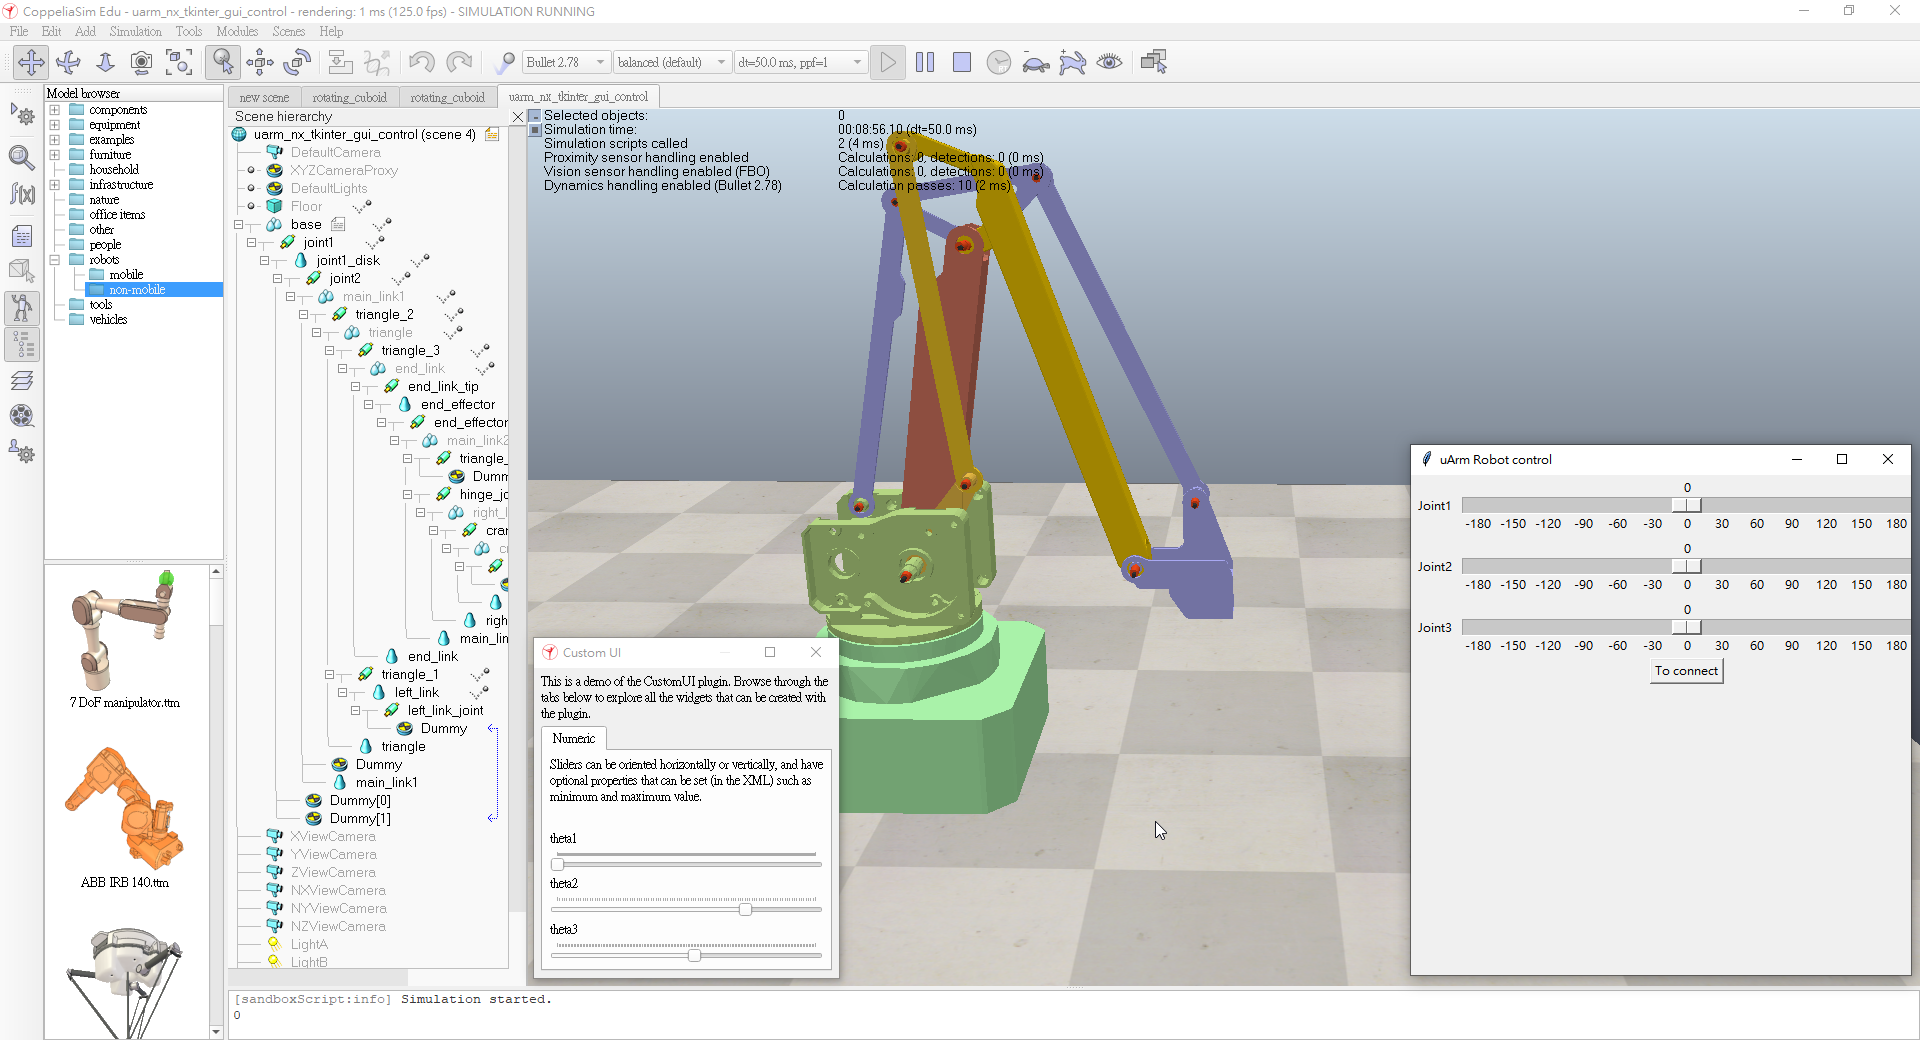 CoppeliaSim Edu - uarm_nx_tkinter_gui_control - rendering: 1 ms (125.0 fps) - SIMULATION RUNNING
File Edit Add Simulation Tools Modules Scenes Help
Bullet 2.78 balanced (default) dt=50.0 ms, ppf=1
Model browser
components
equipment
examples
furniture
household
infrastructure
nature
office items
other
people
robots
mobile
non-mobile
tools
vehicles
7 DoF manipulator.ttm
ABB IRB 140.ttm
new scene rotating_cuboid rotating_cuboid uarm_nx_tkinter_gui_control
Scene hierarchy
uarm_nx_tkinter_gui_control (scene 4)
DefaultCamera
XYZCameraProxy
DefaultLights
Floor
base
joint1
joint1_disk
joint2
main_link1
triangle_2
triangle
triangle_3
end_link
end_link_tip
end_effector
end_effector
main_link2
triangle_
Dumm
hinge_jo
right_l
cran
c
righ
main_lin
end_link
triangle_1
left_link
left_link_joint
Dummy
triangle
Dummy
main_link1
Dummy[0]
Dummy[1]
XViewCamera
YViewCamera
ZViewCamera
NXViewCamera
NYViewCamera
NZViewCamera
LightA
LightB
Selected objects: 0
Simulation time: 00:08:56.10 (dt=50.0 ms)
Simulation scripts called 2 (4 ms)
Proximity sensor handling enabled Calculations: 0, detections: 0 (0 ms)
Vision sensor handling enabled (FBO) Calculations: 0, detections: 0 (0 ms)
Dynamics handling enabled (Bullet 2.78) Calculation passes: 10 (2 ms)
Custom UI
This is a demo of the CustomUI plugin. Browse through the
tabs below to explore all the widgets that can be created with
the plugin.
Numeric
Sliders can be oriented horizontally or vertically, and have
optional properties that can be set (in the XML) such as
minimum and maximum value.
theta1
theta2
theta3
uArm Robot control
0
Joint1
-180 -150 -120 -90 -60 -30 0 30 60 90 120 150 180
0
Joint2
-180 -150 -120 -90 -60 -30 0 30 60 90 120 150 180
0
Joint3
-180 -150 -120 -90 -60 -30 0 30 60 90 120 150 180
To connect
[sandboxScript:info] Simulation started.
0